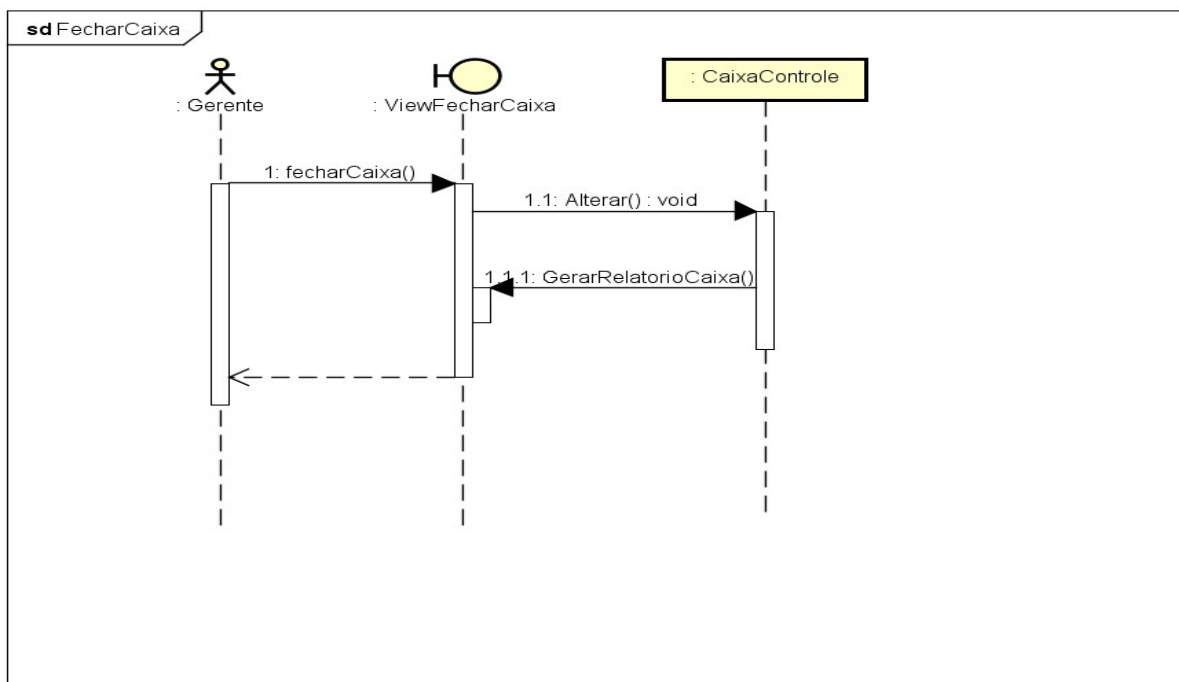 sd FecharCaixa
: Gerente
: ViewFecharCaixa
: CaixaControle
1: fecharCaixa()
1.1: Alterar() : void
1.1.1: GerarRelatorioCaixa()